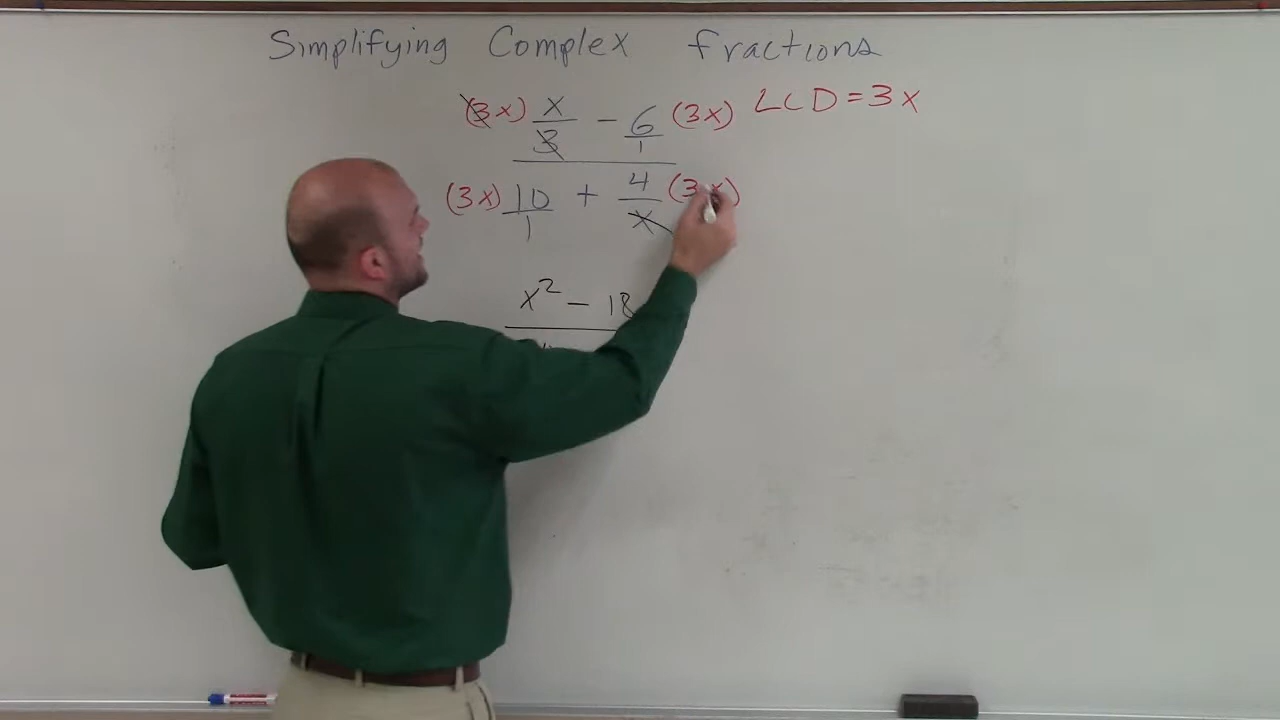 Simplifying Complex fractions
(3x) x/3 - 6/1 (3x) LCD = 3x
(3x) 10/1 + 4/x (3x)
x² - 18